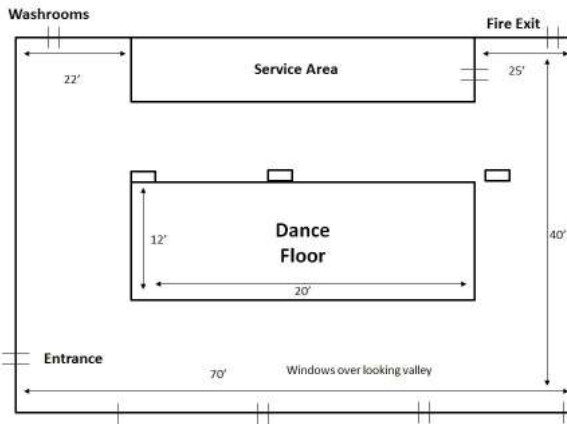 Washrooms
Fire Exit
Service Area
22’
25’
12’
Dance
Floor
40’
20’
Entrance
70’
Windows over looking valley